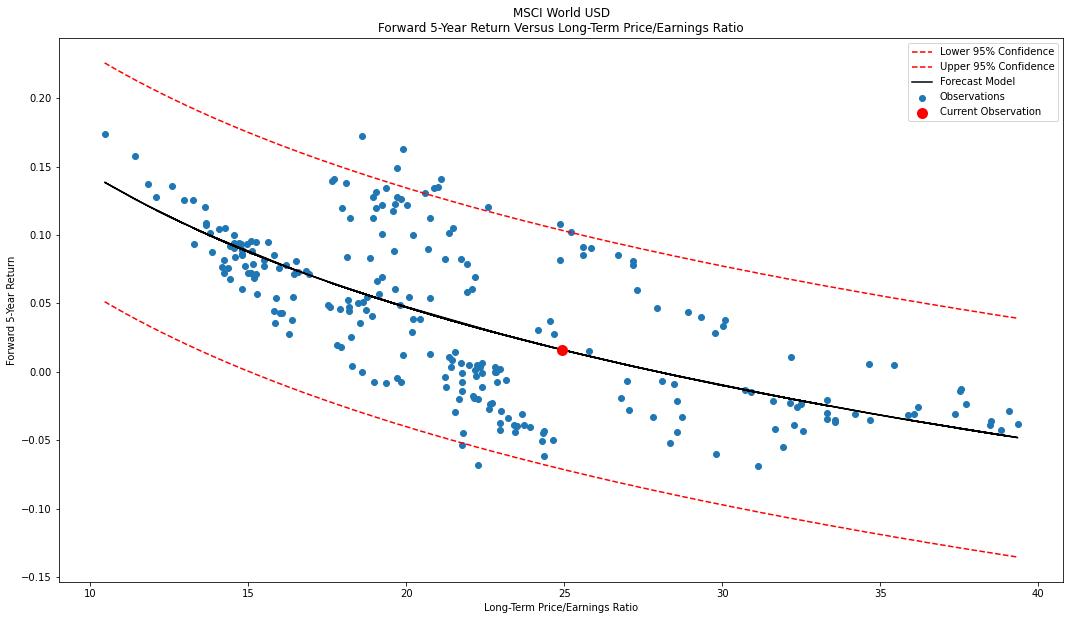 MSCI World USD
Forward 5-Year Return Versus Long-Term Price/Earnings Ratio
Lower 95% Confidence
Upper 95% Confidence
Forecast Model
Observations
Current Observation
Forward 5-Year Return
0.20
0.15
0.10
0.05
0.00
−0.05
−0.10
−0.15
10 15 20 25 30 35 40
Long-Term Price/Earnings Ratio